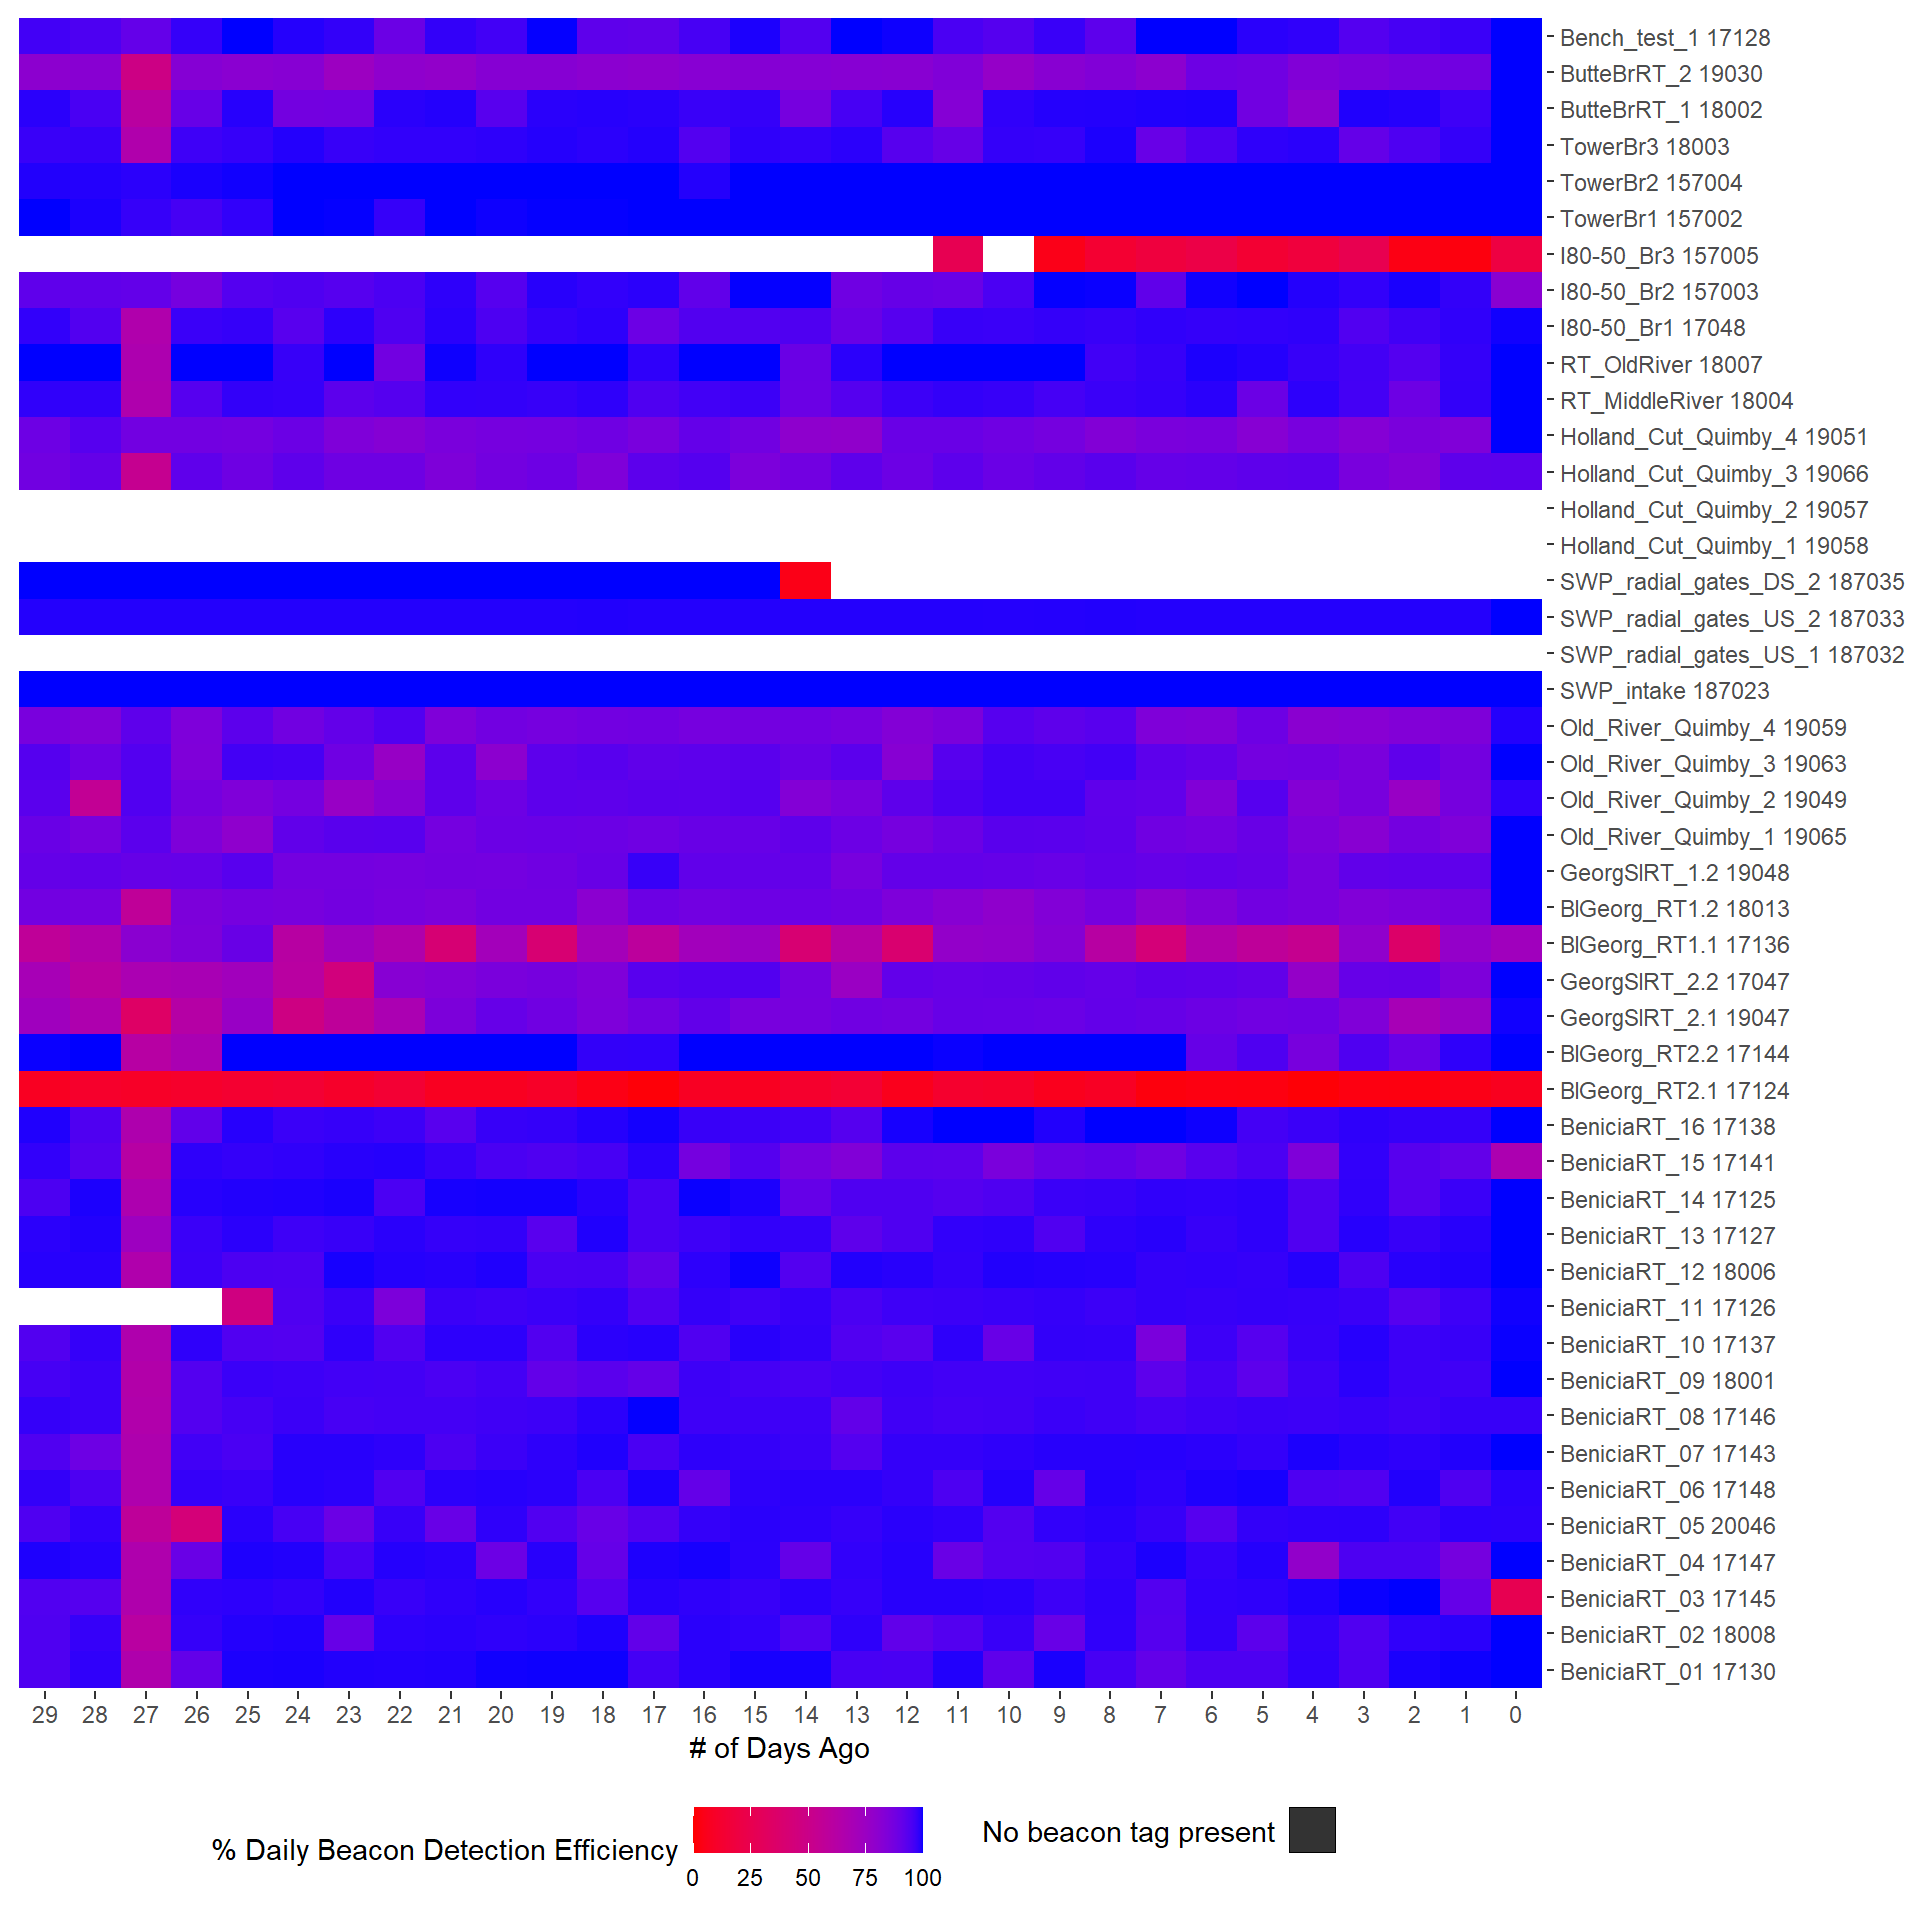 Bench_test_1 17128
ButteBrRT_2 19030
ButteBrRT_1 18002
TowerBr3 18003
TowerBr2 157004
TowerBr1 157002
I80-50_Br3 157005
I80-50_Br2 157003
I80-50_Br1 17048
RT_OldRiver 18007
RT_MiddleRiver 18004
Holland_Cut_Quimby_4 19051
Holland_Cut_Quimby_3 19066
Holland_Cut_Quimby_2 19057
Holland_Cut_Quimby_1 19058
SWP_radial_gates_DS_2 187035
SWP_radial_gates_US_2 187033
SWP_radial_gates_US_1 187032
SWP_intake 187023
Old_River_Quimby_4 19059
Old_River_Quimby_3 19063
Old_River_Quimby_2 19049
Old_River_Quimby_1 19065
GeorgSlRT_1.2 19048
BlGeorg_RT1.2 18013
BlGeorg_RT1.1 17136
GeorgSlRT_2.2 17047
GeorgSlRT_2.1 19047
BlGeorg_RT2.2 17144
BlGeorg_RT2.1 17124
BeniciaRT_16 17138
BeniciaRT_15 17141
BeniciaRT_14 17125
BeniciaRT_13 17127
BeniciaRT_12 18006
BeniciaRT_11 17126
BeniciaRT_10 17137
BeniciaRT_09 18001
BeniciaRT_08 17146
BeniciaRT_07 17143
BeniciaRT_06 17148
BeniciaRT_05 20046
BeniciaRT_04 17147
BeniciaRT_03 17145
BeniciaRT_02 18008
BeniciaRT_01 17130
29 28 27 26 25 24 23 22 21 20 19 18 17 16 15 14 13 12 11 10 9 8 7 6 5 4 3 2 1 0
# of Days Ago
% Daily Beacon Detection Efficiency
0 25 50 75 100
No beacon tag present